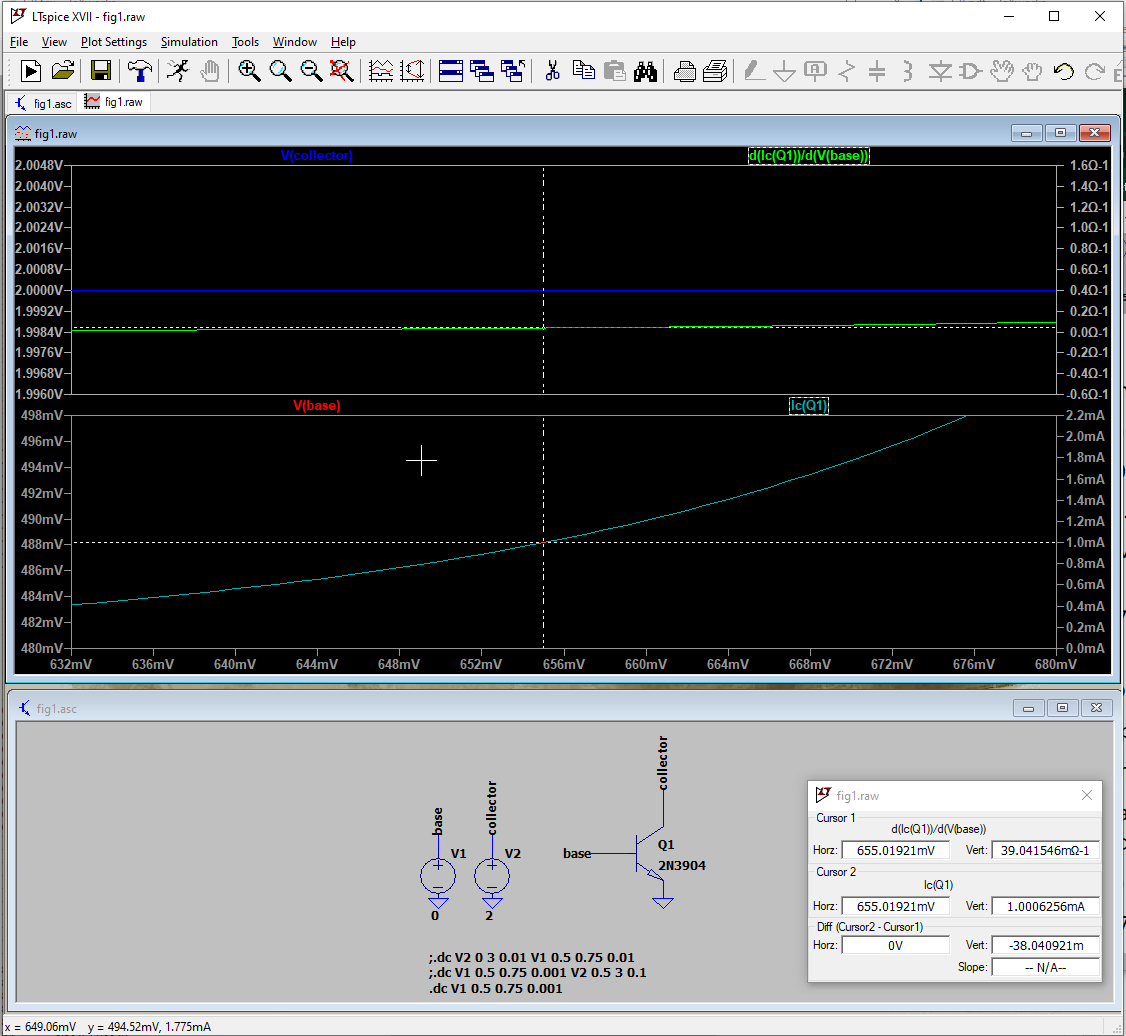 LTspice XVII - fig1.raw
File View Plot Settings Simulation Tools Window Help
fig1.asc fig1.raw
fig1.raw
V(collector) d(Ic(Q1))/d(V(base))
2.0048V 1.6Ω-1
2.0040V 1.4Ω-1
2.0032V 1.2Ω-1
2.0024V 1.0Ω-1
2.0016V 0.8Ω-1
2.0008V 0.6Ω-1
2.0000V 0.4Ω-1
1.9992V 0.2Ω-1
1.9984V 0.0Ω-1
1.9976V -0.2Ω-1
1.9968V -0.4Ω-1
1.9960V -0.6Ω-1
V(base) Ic(Q1)
498mV 2.2mA
496mV 2.0mA
494mV 1.8mA
492mV 1.6mA
490mV 1.4mA
1.2mA
488mV 1.0mA
486mV 0.8mA
484mV 0.6mA
482mV 0.4mA
0.2mA
480mV 0.0mA
632mV 636mV 640mV 644mV 648mV 652mV 656mV 660mV 664mV 668mV 672mV 676mV 680mV
fig1.asc
base
V1
0
collector
V2
2
collector
base
Q1
2N3904
;.dc V2 0 3 0.01 V1 0.5 0.75 0.01
;.dc V1 0.5 0.75 0.001 V2 0.5 3 0.1
.dc V1 0.5 0.75 0.001
fig1.raw
Cursor 1
d(Ic(Q1))/d(V(base))
Horz: 655.01921mV Vert: 39.041546mΩ-1
Cursor 2
Ic(Q1)
Horz: 655.01921mV Vert: 1.0006256mA
Diff (Cursor2 - Cursor1)
Horz: 0V Vert: -38.040921m
Slope: -- N/A--
x = 649.06mV y = 494.52mV, 1.775mA